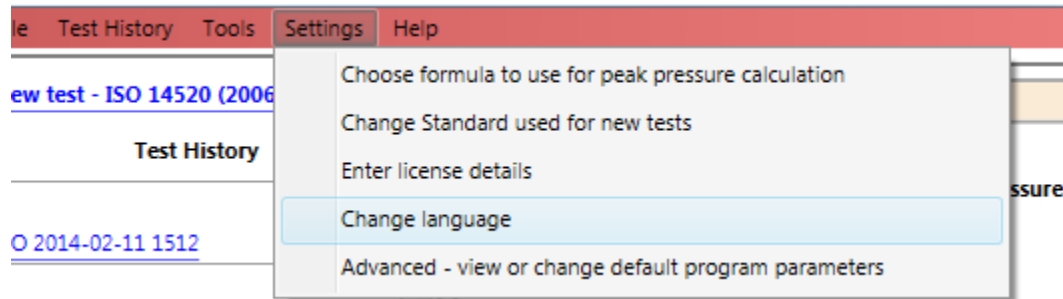 le Test History Tools Settings Help
Choose formula to use for peak pressure calculation
ew test - ISO 14520 (2006
Change Standard used for new tests
Test History
Enter license details
ssure
Change language
O 2014-02-11 1512
Advanced - view or change default program parameters